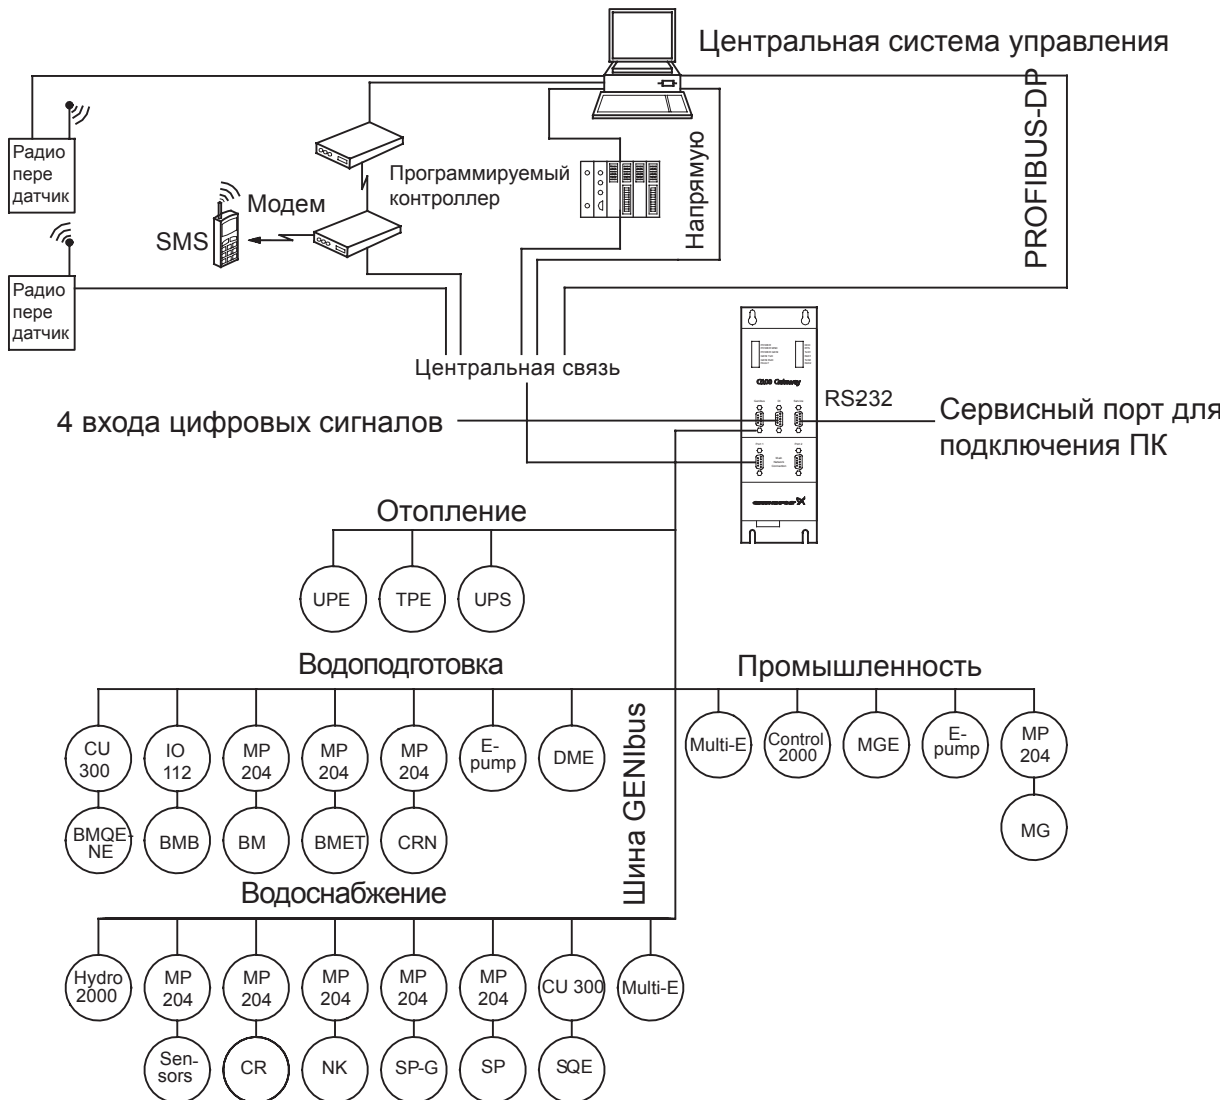 Центральная система управления
PROFIBUS-DP
Радио
пере
датчик
Программируемый
контроллер
Напрямую
Модем
SMS
Радио
пере
датчик
Центральная связь
G100 Gateway
RS232
4 входа цифровых сигналов
Сервисный порт для
подключения ПК
Отопление
UPE
TPE
UPS
Водоподготовка
Промышленность
Шина GENIbus
CU
300
IO
112
MP
204
MP
204
MP
204
E-
pump
DME
Multi-E
Control
2000
MGE
E-
pump
MP
204
BMQE-
NE
BMB
BM
BMET
CRN
MG
Водоснабжение
Hydro
2000
MP
204
MP
204
MP
204
MP
204
MP
204
CU 300
Multi-E
Sen-
sors
CR
NK
SP-G
SP
SQE